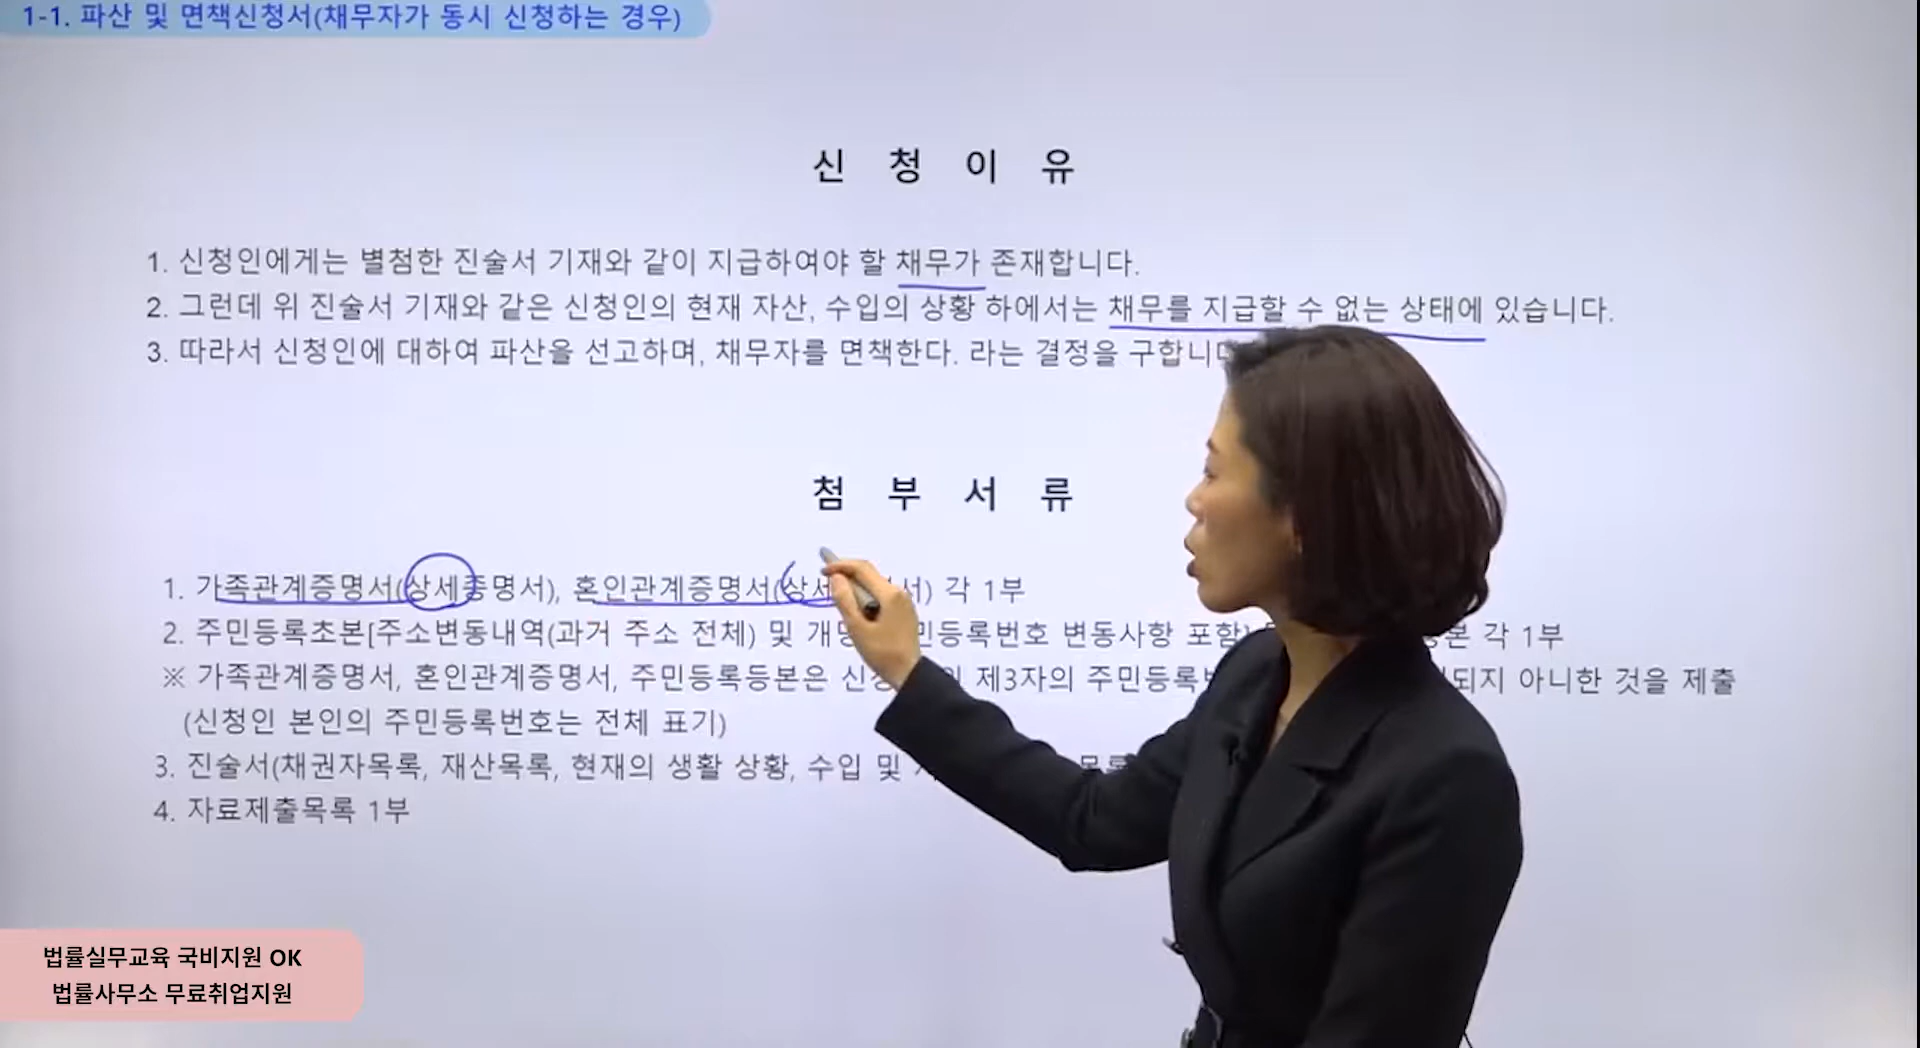 1-1. 파산 및 면책신청서(채무자가 동시 신청하는 경우)
신 청 이 유
1. 신청인에게는 별첨한 진술서 기재와 같이 지급하여야 할 채무가 존재합니다.
2. 그런데 위 진술서 기재와 같은 신청인의 현재 자산, 수입의 상황 하에서는 채무를 지급할 수 없는 상태에 있습니다.
3. 따라서 신청인에 대하여 파산을 선고하며, 채무자를 면책한다. 라는 결정을 구합니다
첨 부 서 류
1. 가족관계증명서(상세증명서), 혼인관계증명서(상세 서) 각 1부
2. 주민등록초본[주소변동내역(과거 주소 전체) 및 개명 민등록번호 변동사항 포함] 각 1부
※ 가족관계증명서, 혼인관계증명서, 주민등록등본은 신청 제3자의 주민등록번 되지 아니한 것을 제출
(신청인 본인의 주민등록번호는 전체 표기)
3. 진술서(채권자목록, 재산목록, 현재의 생활 상황, 수입 및 목록
4. 자료제출목록 1부
법률실무교육 국비지원 OK
법률사무소 무료취업지원